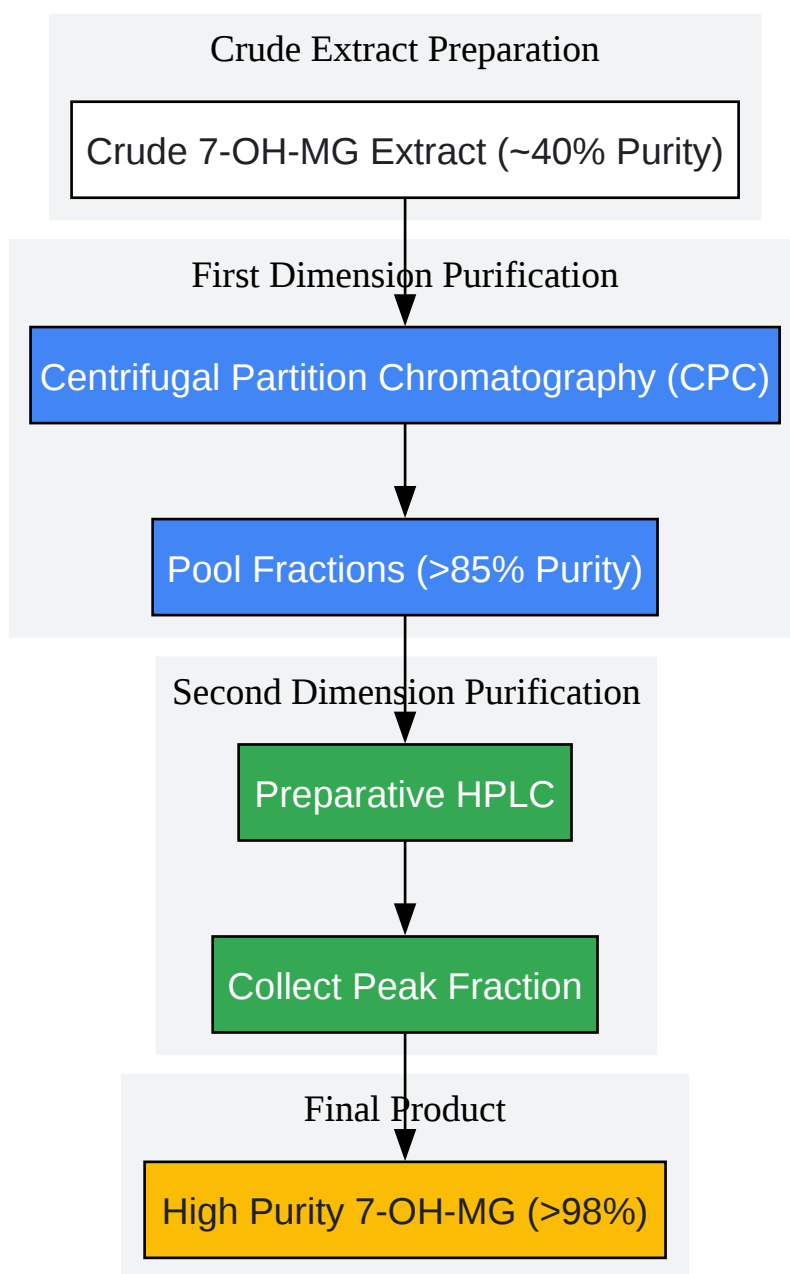 Crude Extract Preparation
Crude 7-OH-MG Extract (~40% Purity)
First Dimension Purification
Centrifugal Partition Chromatography (CPC)
Pool Fractions (>85% Purity)
Second Dimension Purification
Preparative HPLC
Collect Peak Fraction
Final Product
High Purity 7-OH-MG (>98%)